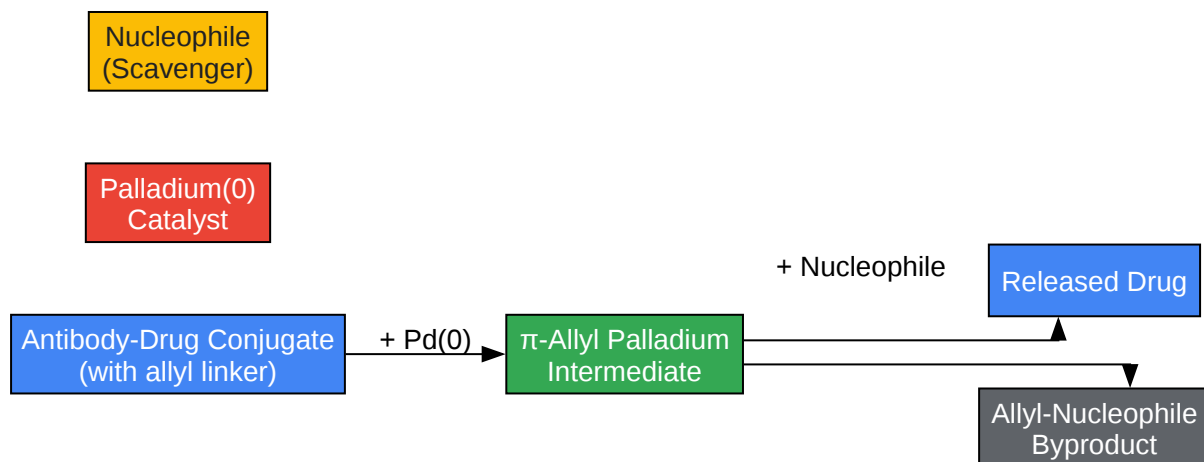 Nucleophile
(Scavenger)
Palladium(0)
Catalyst
Antibody-Drug Conjugate
(with allyl linker)
+ Pd(0)
π-Allyl Palladium
Intermediate
+ Nucleophile
Released Drug
Allyl-Nucleophile
Byproduct